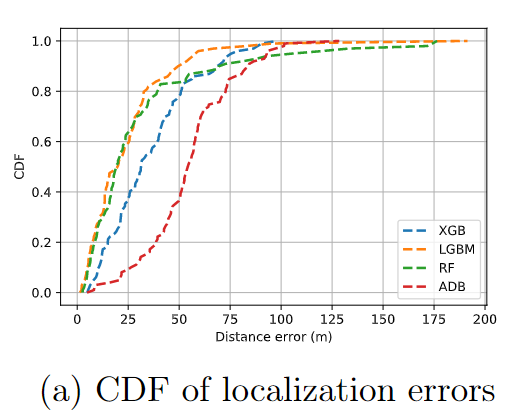 1.0
0.8
0.6
0.4
0.2
0.0
CDF
0 25 50 75 100 125 150 175 200
Distance error (m)
XGB
LGBM
RF
ADB
(a) CDF of localization errors